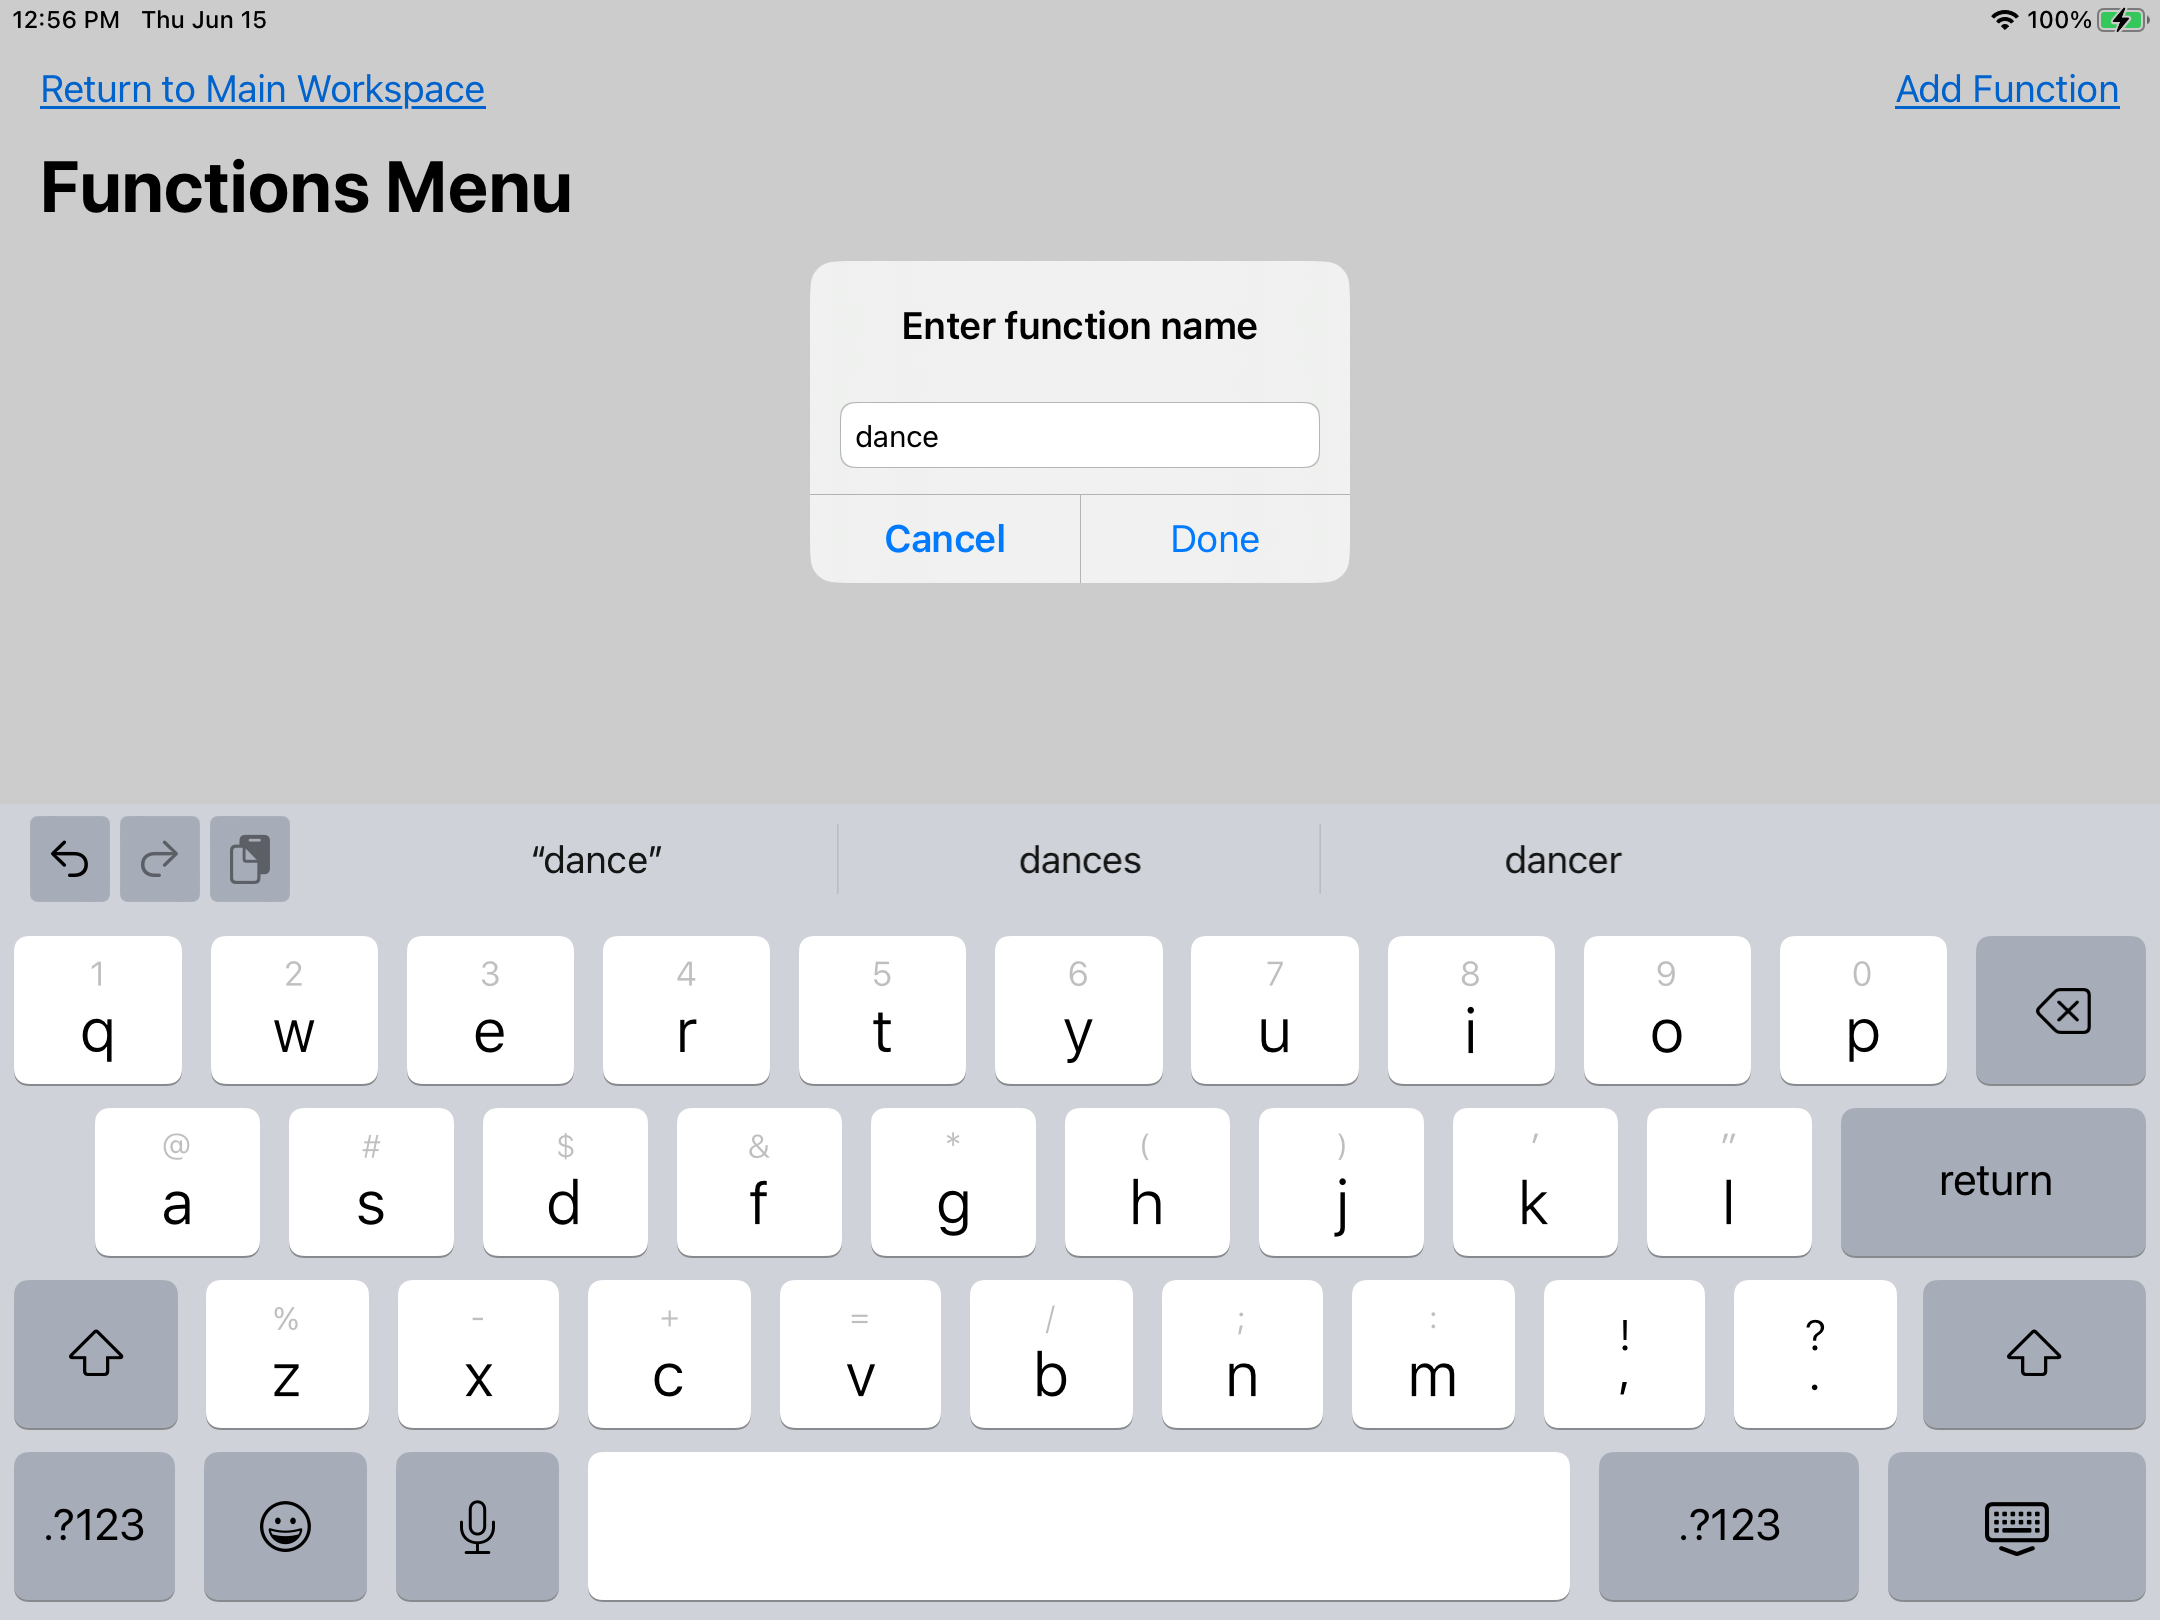 12:56 PM Thu Jun 15 100%
Return to Main Workspace Add Function
Functions Menu
Enter function name
dance
Cancel Done
“dance” dances dancer
1 2 3 4 5 6 7 8 9 0
q w e r t y u i o p
@ # $ & * ( ) ' "
a s d f g h j k l return
% - + = / ; : ! ?
z x c v b n m , .
.?123 .?123